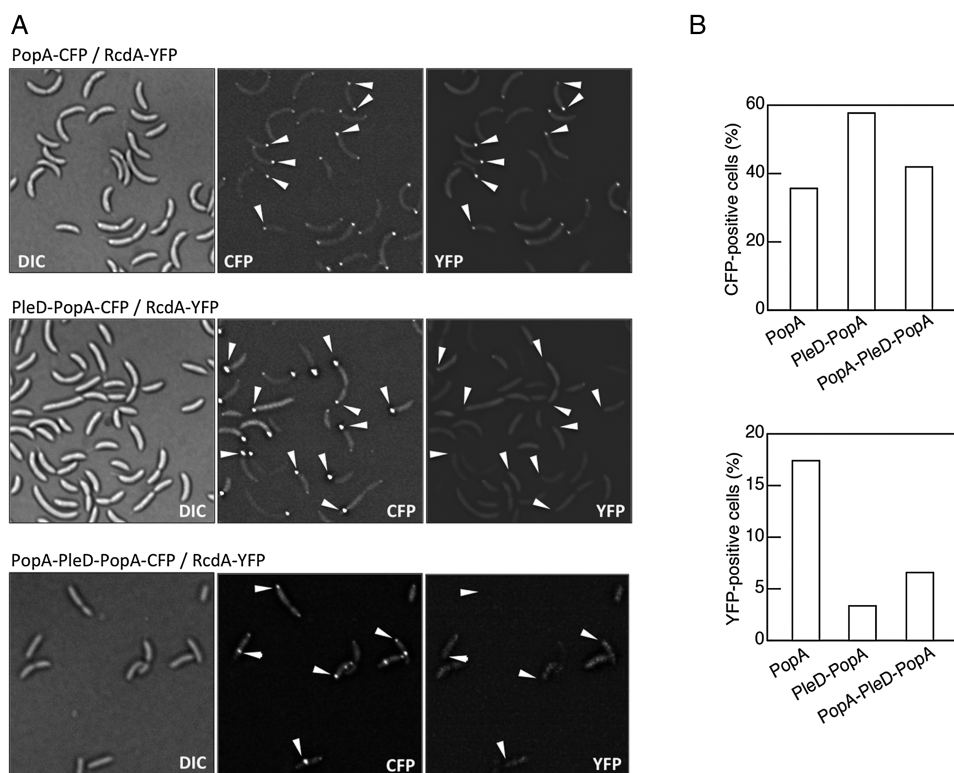 A
PopA-CFP / RcdA-YFP
DIC
CFP
YFP
PleD-PopA-CFP / RcdA-YFP
DIC
CFP
YFP
PopA-PleD-PopA-CFP / RcdA-YFP
DIC
CFP
YFP
B
CFP-positive cells (%)
60
40
20
0
PopA
PleD-PopA
PopA-PleD-PopA
YFP-positive cells (%)
20
15
10
5
0
PopA
PleD-PopA
PopA-PleD-PopA